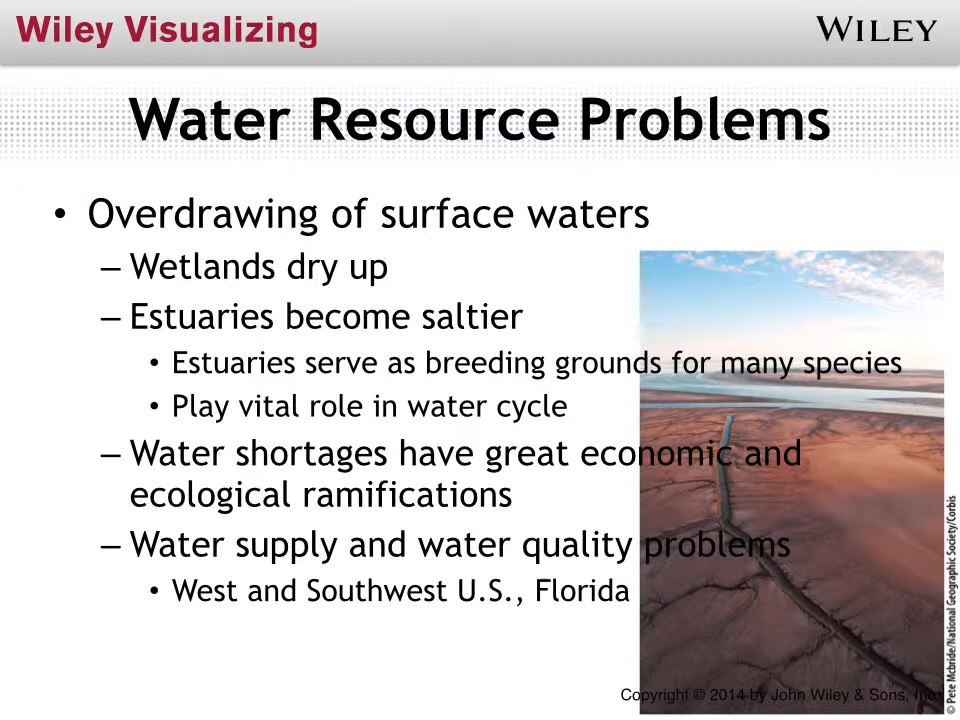 Wiley Visualizing
WILEY
Water Resource Problems
• Overdrawing of surface waters
– Wetlands dry up
– Estuaries become saltier
• Estuaries serve as breeding grounds for many species
• Play vital role in water cycle
– Water shortages have great economic and
ecological ramifications
– Water supply and water quality problems
• West and Southwest U.S., Florida
© Pete Mcbride/National Geographic Society/Corbis
Copyright © 2014 by John Wiley & Sons, Inc.